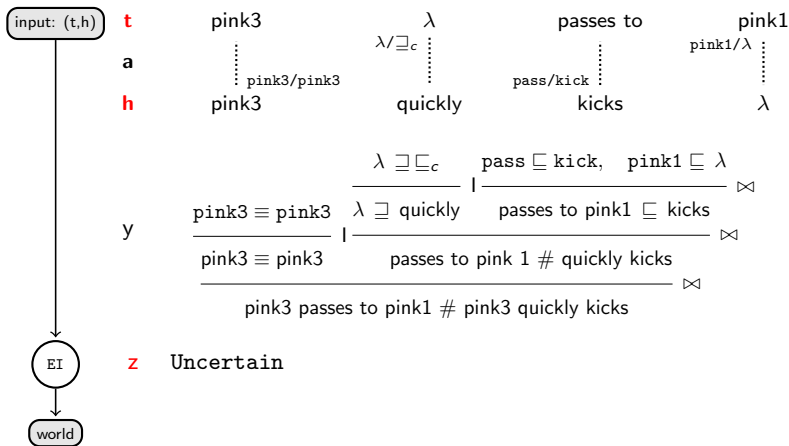 input: (t,h) t pink3 λ passes to pink1
λ/⊒c pink1/λ
a
pink3/pink3 pass/kick
h pink3 quickly kicks λ
λ ⊒⊑c pass ⊑ kick, pink1 ⊑ λ
I ⋈
pink3 ≡ pink3 λ ⊒ quickly passes to pink1 ⊑ kicks
y I ⋈
pink3 ≡ pink3 passes to pink 1 # quickly kicks
⋈
pink3 passes to pink1 # pink3 quickly kicks
EI z Uncertain
world